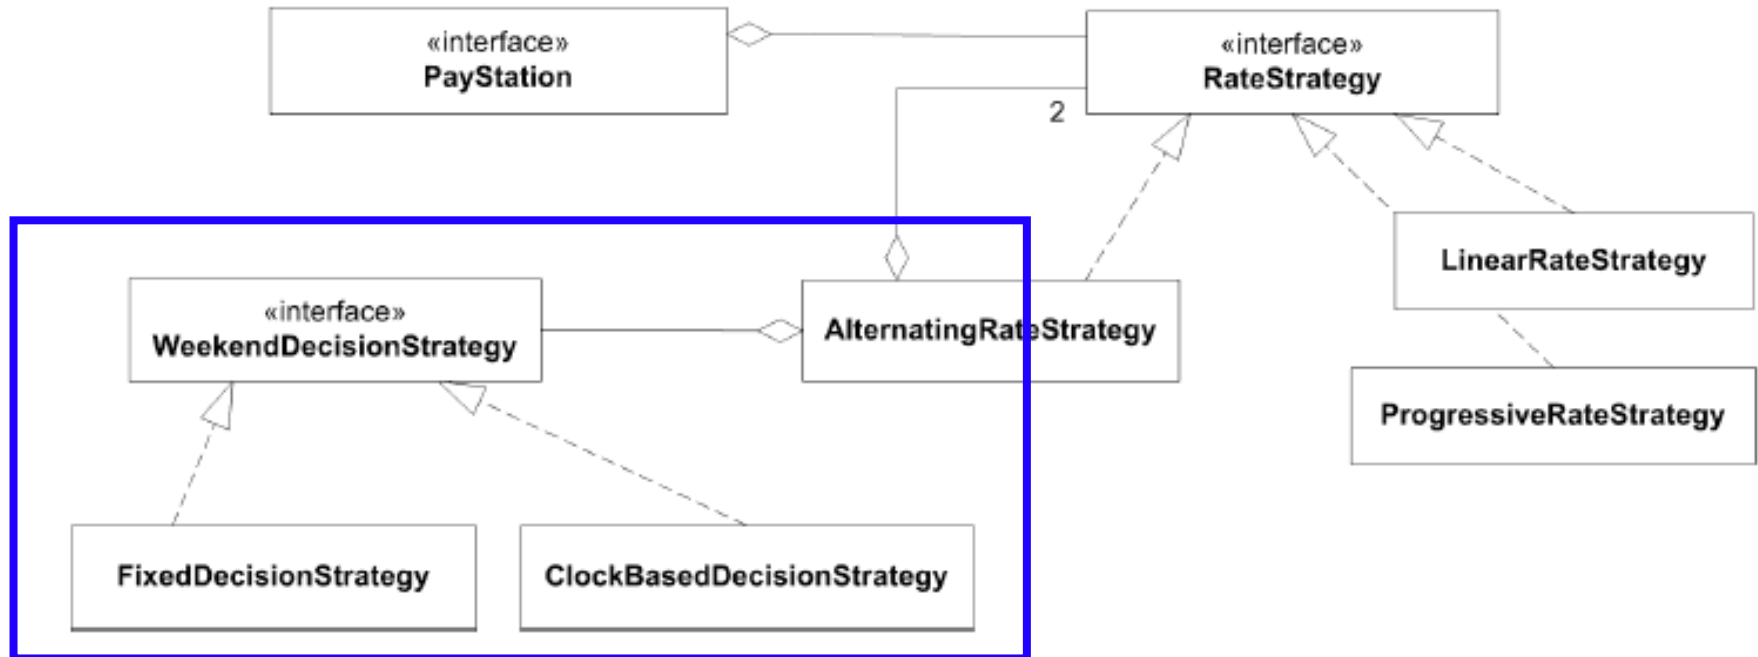 «interface»
PayStation
«interface»
RateStrategy
2
LinearRateStrategy
«interface»
WeekendDecisionStrategy
AlternatingRateStrategy
ProgressiveRateStrategy
FixedDecisionStrategy
ClockBasedDecisionStrategy